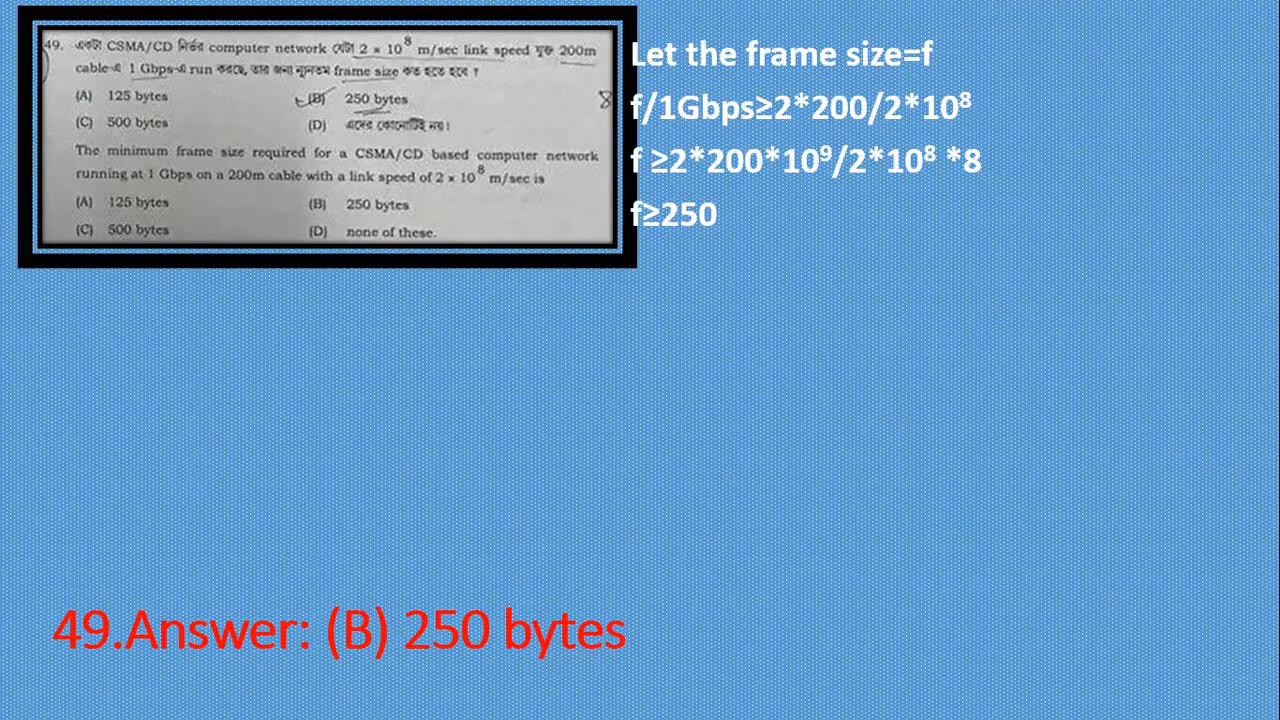 49. একটি CSMA/CD নির্ভর computer network যেটা 2 × 10⁸ m/sec link speed যুক্ত 200m
cable-এ 1 Gbps-এ run করছে, তার জন্য ন্যূনতম frame size কত হতে হবে ?
(A) 125 bytes (B) 250 bytes
(C) 500 bytes (D) এদের কোনোটিই নয়।
The minimum frame size required for a CSMA/CD based computer network
running at 1 Gbps on a 200m cable with a link speed of 2 × 10⁸ m/sec is
(A) 125 bytes (B) 250 bytes
(C) 500 bytes (D) none of these.
8
Let the frame size=f
f/1Gbps≥2*200/2*10⁸
f ≥2*200*10⁹/2*10⁸ *8
f≥250
49.Answer: (B) 250 bytes